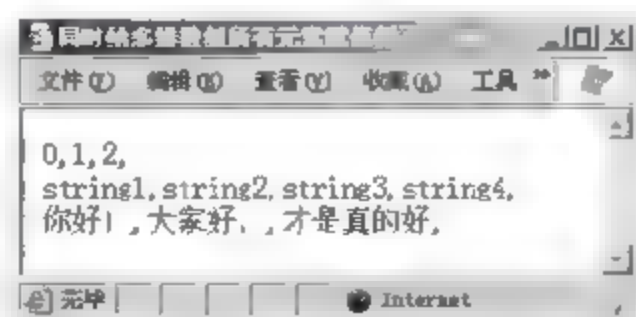 文件(F) 编辑(E) 查看(V) 收藏(A) 工具 »
0,1,2,
string1,string2,string3,string4,
你好!,大家好、,才是真的好,
完毕 Internet